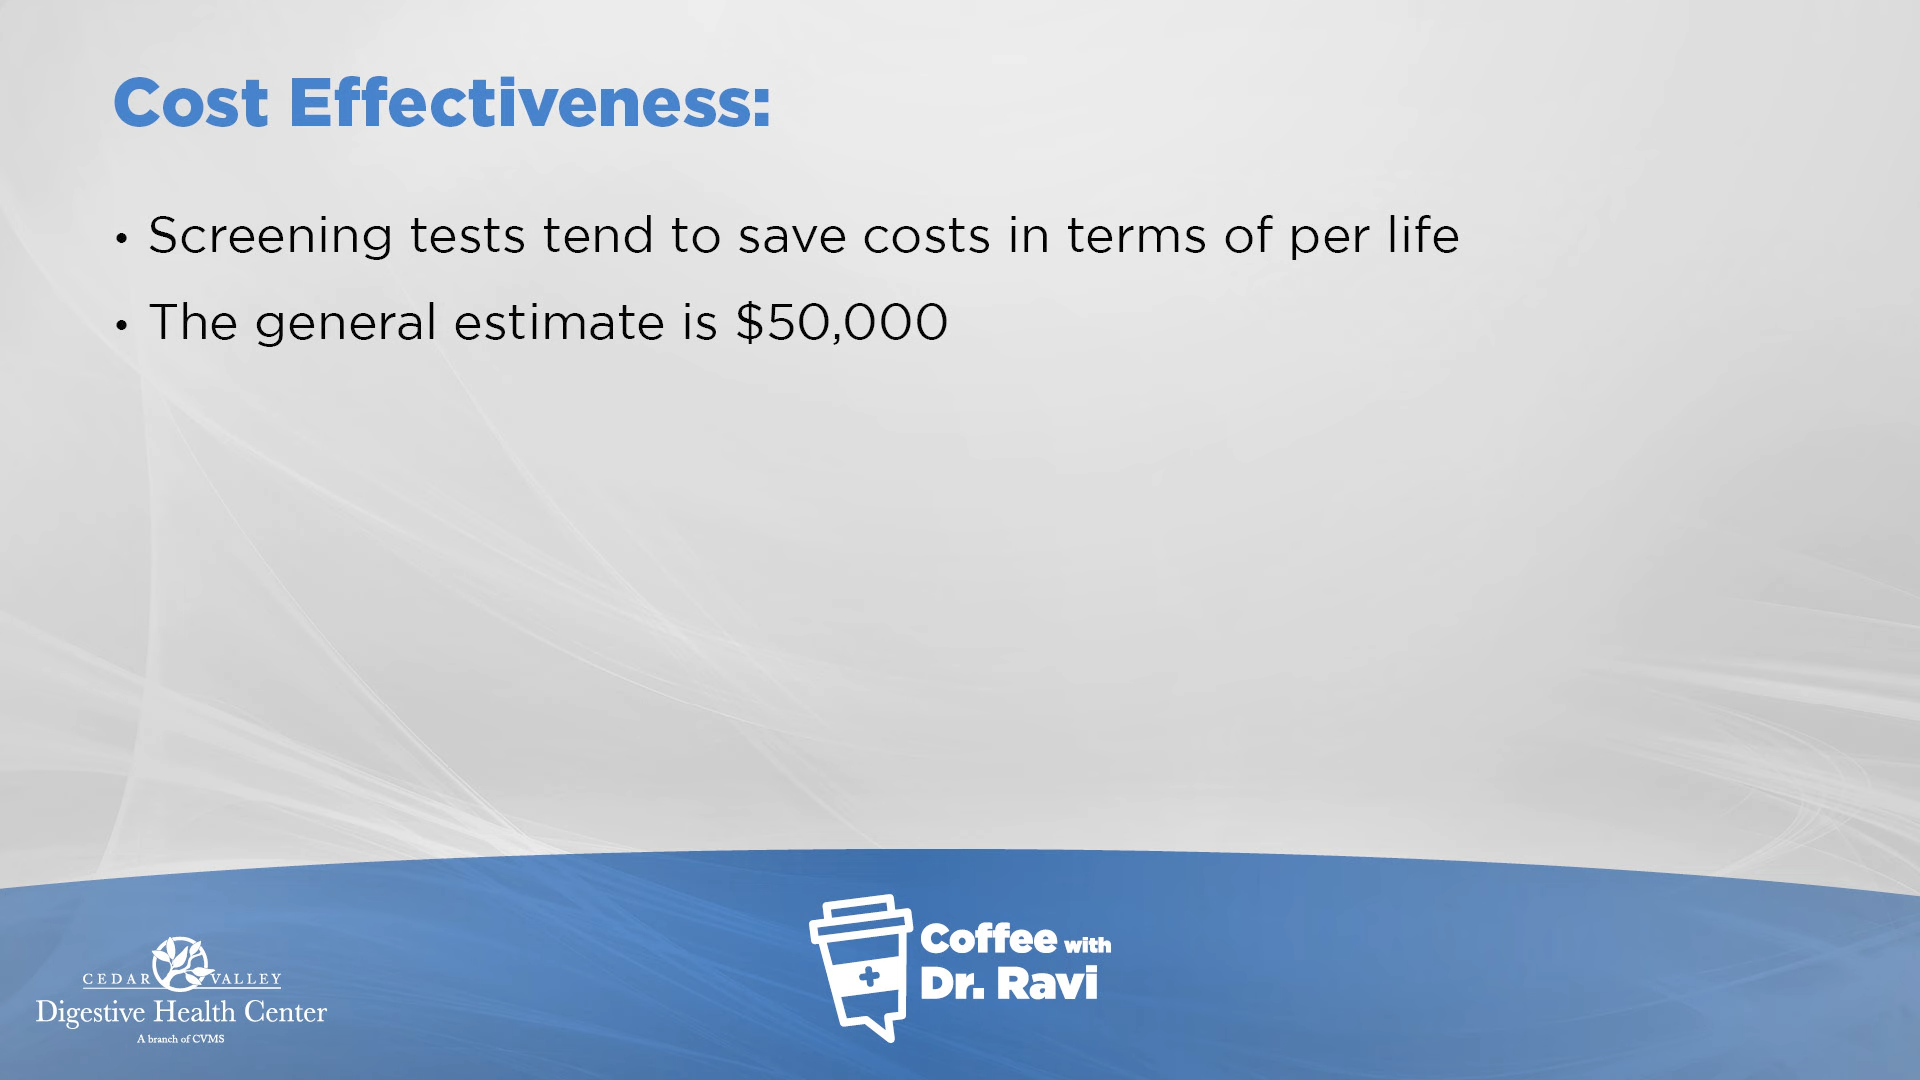 Cost Effectiveness:
• Screening tests tend to save costs in terms of per life
• The general estimate is $50,000
CEDAR VALLEY
Digestive Health Center
A branch of CVMS
Coffee with
Dr. Ravi